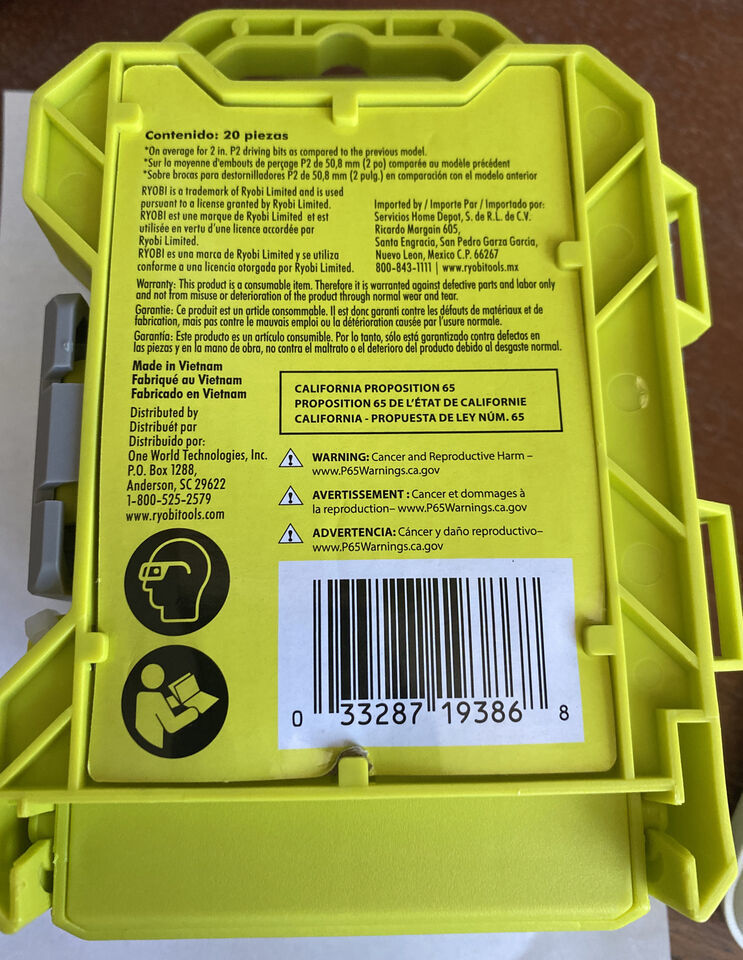 Contenido: 20 piezas
*On average for 2 in. P2 driving bits as compared to the previous model.
*Sur la moyenne d'embouts de perçage P2 de 50,8 mm (2 po) comparée au modèle précédent
*Sobre brocas para destornilladores P2 de 50,8 mm (2 pulg.) en comparación con el modelo anterior
RYOBI is a trademark of Ryobi Limited and is used
pursuant to a license granted by Ryobi Limited.
RYOBI est une marque de Ryobi Limited et est
utilisée en vertu d'une licence accordée par
Ryobi Limited.
RYOBI es una marca de Ryobi Limited y se utiliza
conforme a una licencia otorgada por Ryobi Limited.
Imported by / Importe Par / Importado por:
Servicios Home Depot, S. de R.L. de C.V.
Ricardo Margain 605,
Santa Engracia, San Pedro Garza Garcia,
Nuevo Leon, Mexico C.P. 66267
800-843-1111 | www.ryobitools.mx
Warranty: This product is a consumable item. Therefore it is warranted against defective parts and labor only
and not from misuse or deterioration of the product through normal wear and tear.
Garantie: Ce produit est un article consommable. Il est donc garanti contre les défauts de matériaux et de
fabrication, mais pas contre le mauvais emploi ou la détérioration causée par l'usure normale.
Garantía: Este producto es un artículo consumible. Por lo tanto, sólo está garantizado contra defectos en
las piezas y en la mano de obra, no contra el maltrato o el deterioro del producto debido al desgaste normal.
Made in Vietnam
Fabriqué au Vietnam
Fabricado en Vietnam
Distributed by
Distribuét par
Distribuido por:
One World Technologies, Inc.
P.O. Box 1288,
Anderson, SC 29622
1-800-525-2579
www.ryobitools.com
CALIFORNIA PROPOSITION 65
PROPOSITION 65 DE L'ÉTAT DE CALIFORNIE
CALIFORNIA - PROPUESTA DE LEY NÚM. 65
WARNING: Cancer and Reproductive Harm –
www.P65Warnings.ca.gov
AVERTISSEMENT : Cancer et dommages à
la reproduction– www.P65Warnings.ca.gov
ADVERTENCIA: Cáncer y daño reproductivo–
www.P65Warnings.ca.gov
0 33287 19386 8